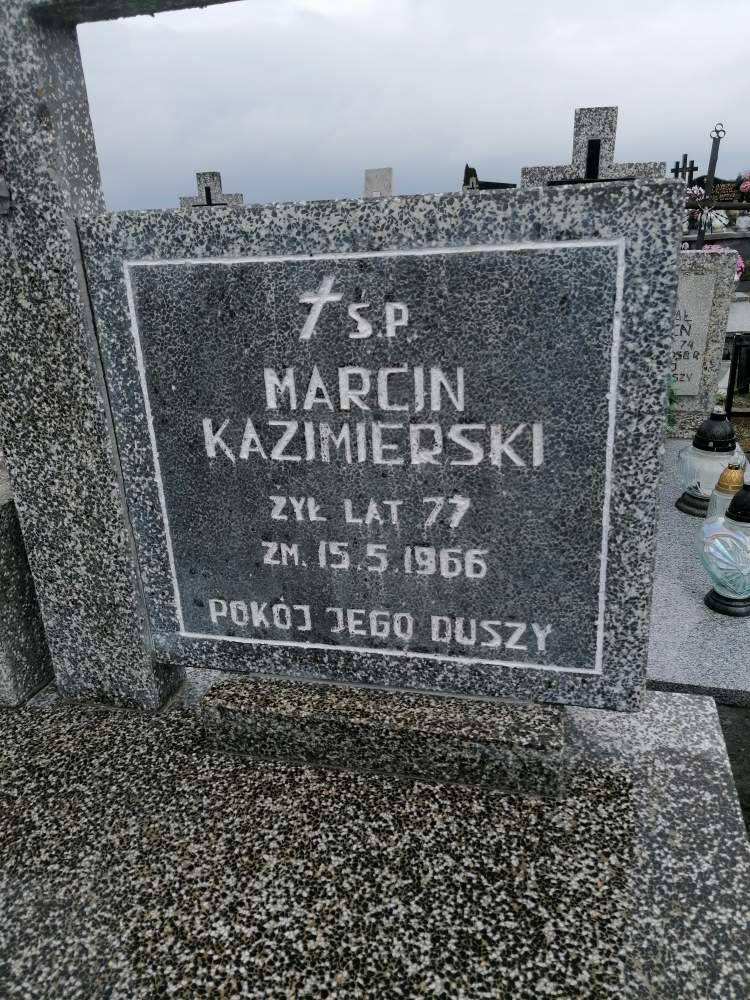 S.P.
MARCIN
KAZIMIERSKI
ŻYŁ LAT 77
ZM. 15.5.1966
POKÓJ JEGO DUSZY